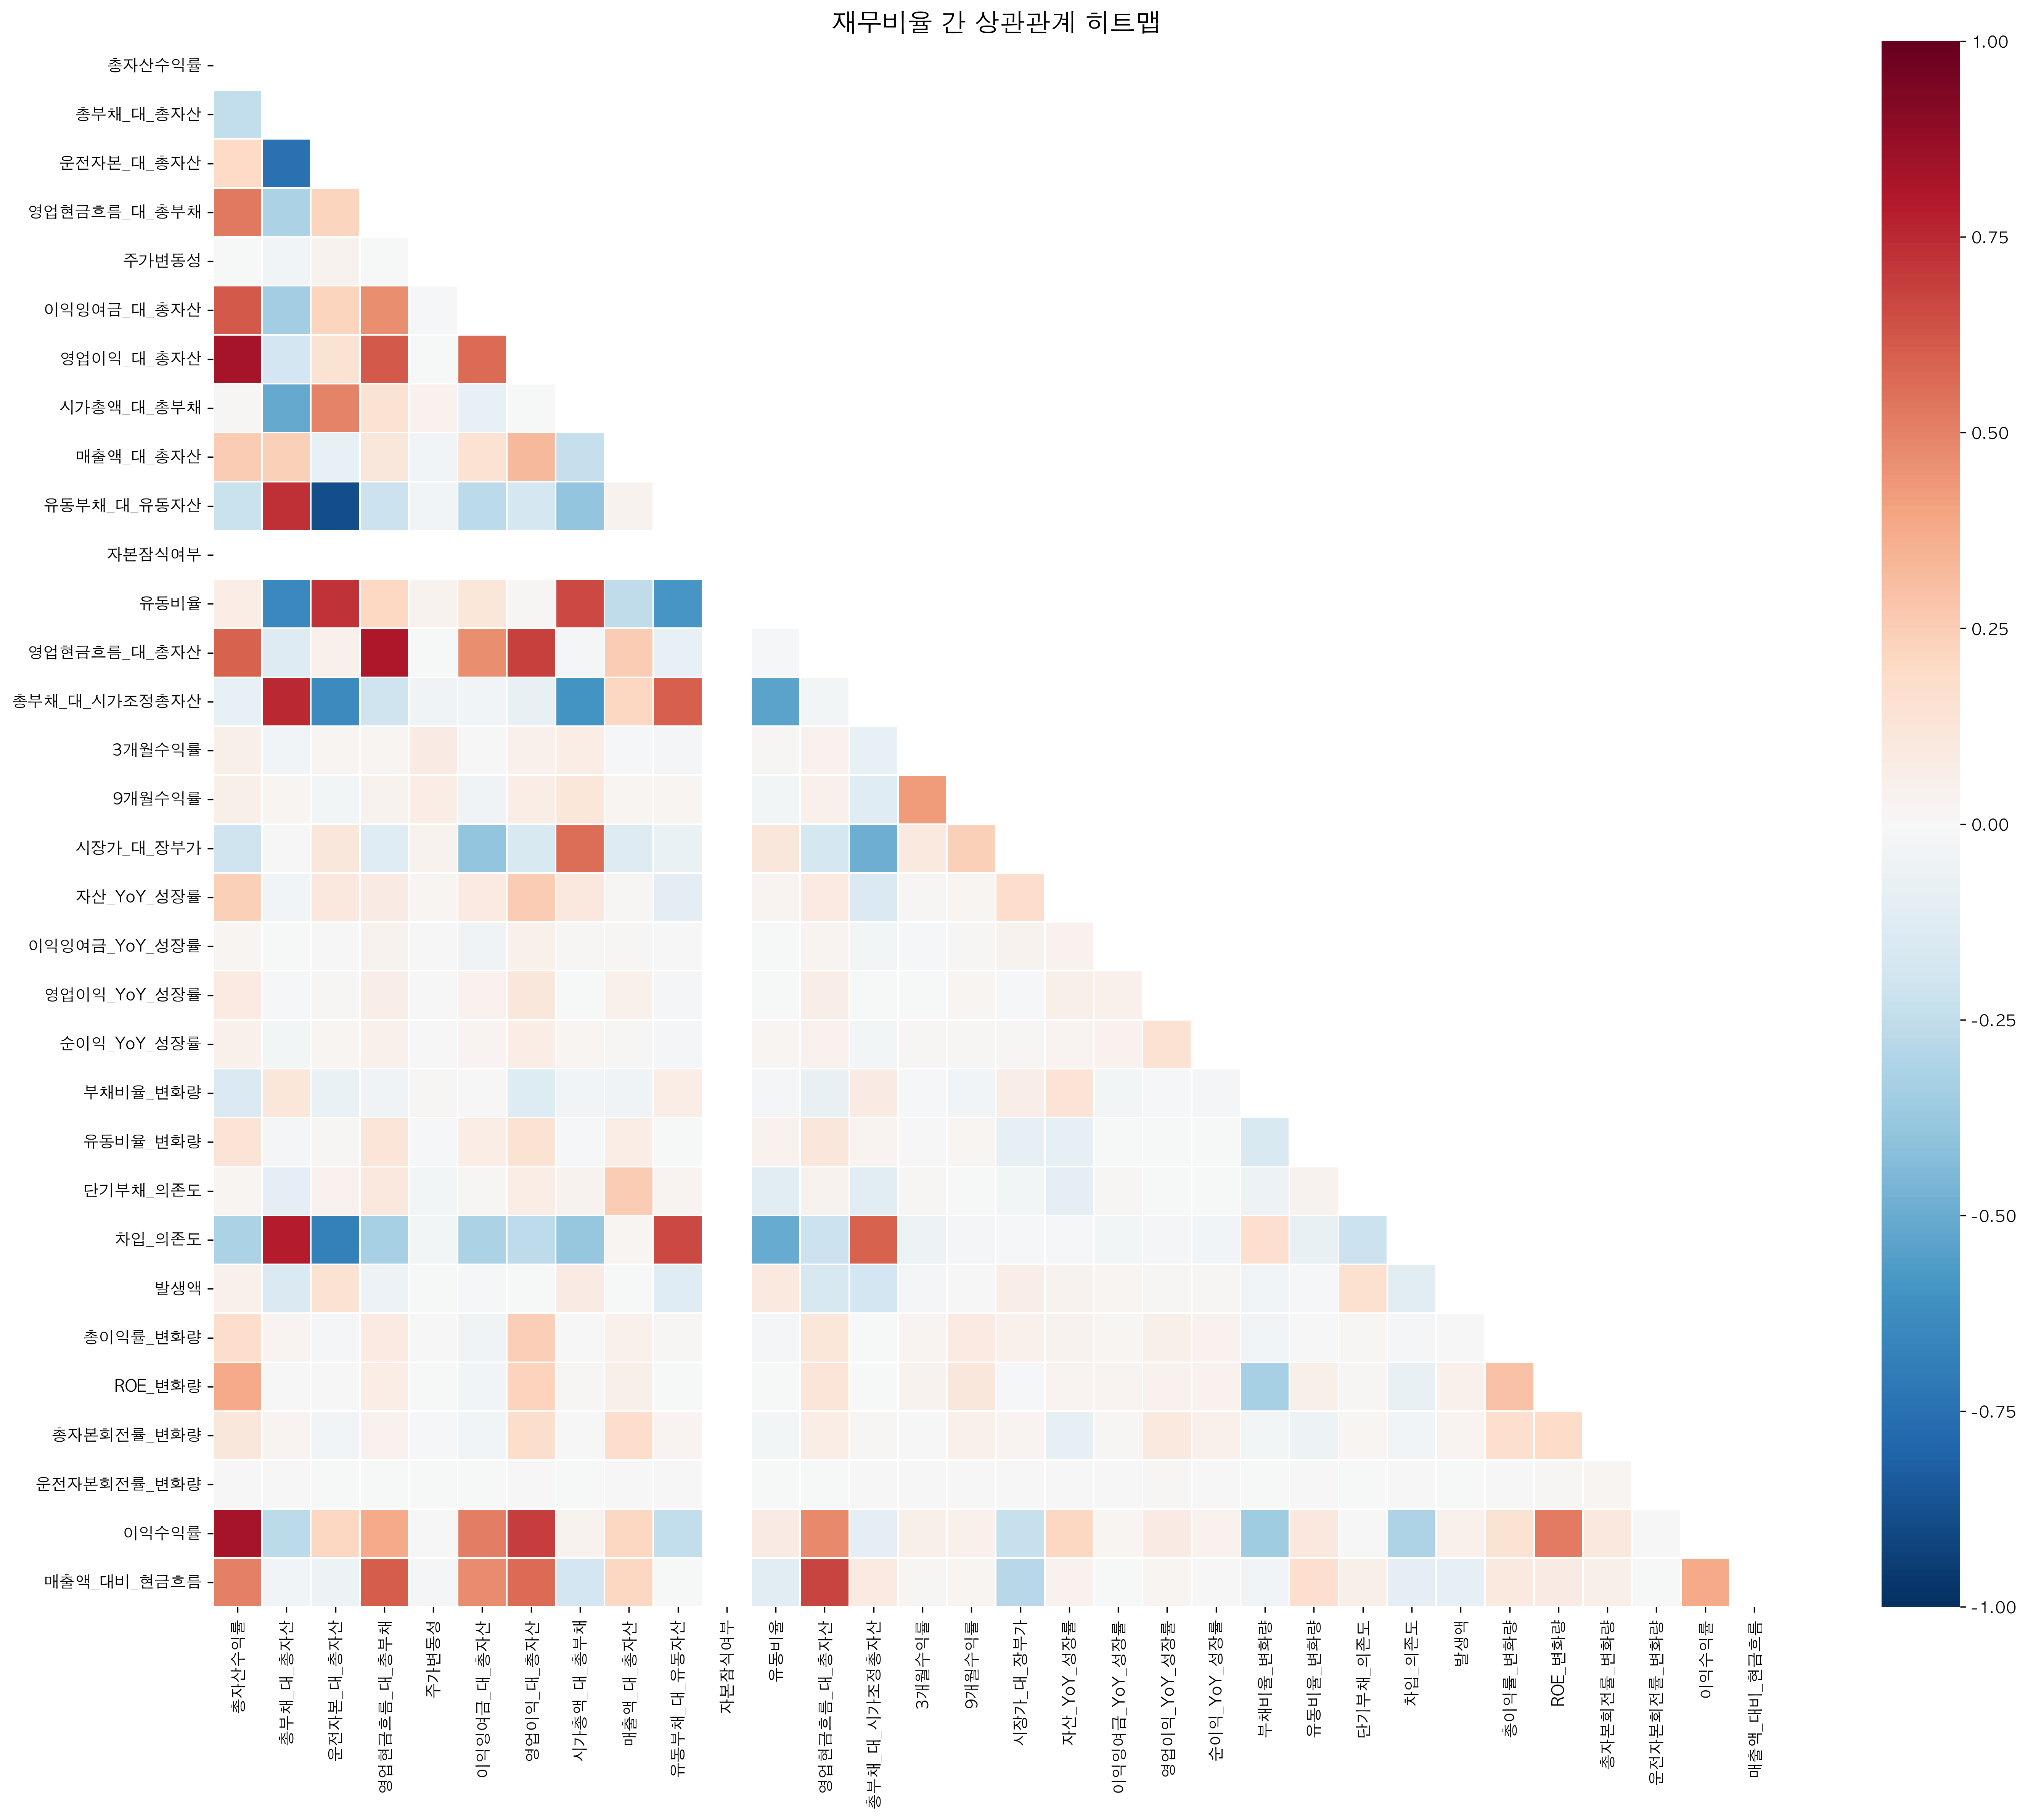 재무비율 간 상관관계 히트맵
총자산수익률
총부채_대_총자산
운전자본_대_총자산
영업현금흐름_대_총부채
주가변동성
이익잉여금_대_총자산
영업이익_대_총자산
시가총액_대_총부채
매출액_대_총자산
유동부채_대_유동자산
자본잠식여부
유동비율
영업현금흐름_대_총자산
총부채_대_시가조정총자산
3개월수익률
9개월수익률
시장가_대_장부가
자산_YoY_성장률
이익잉여금_YoY_성장률
영업이익_YoY_성장률
순이익_YoY_성장률
부채비율_변화량
유동비율_변화량
단기부채_의존도
차입_의존도
발생액
총이익률_변화량
ROE_변화량
총자본회전률_변화량
운전자본회전률_변화량
이익수익률
매출액_대비_현금흐름
총자산수익률
총부채_대_총자산
운전자본_대_총자산
영업현금흐름_대_총부채
주가변동성
이익잉여금_대_총자산
영업이익_대_총자산
시가총액_대_총부채
매출액_대_총자산
유동부채_대_유동자산
자본잠식여부
유동비율
영업현금흐름_대_총자산
총부채_대_시가조정총자산
3개월수익률
9개월수익률
시장가_대_장부가
자산_YoY_성장률
이익잉여금_YoY_성장률
영업이익_YoY_성장률
순이익_YoY_성장률
부채비율_변화량
유동비율_변화량
단기부채_의존도
차입_의존도
발생액
총이익률_변화량
ROE_변화량
총자본회전률_변화량
운전자본회전률_변화량
이익수익률
매출액_대비_현금흐름
1.00
0.75
0.50
0.25
0.00
-0.25
-0.50
-0.75
-1.00